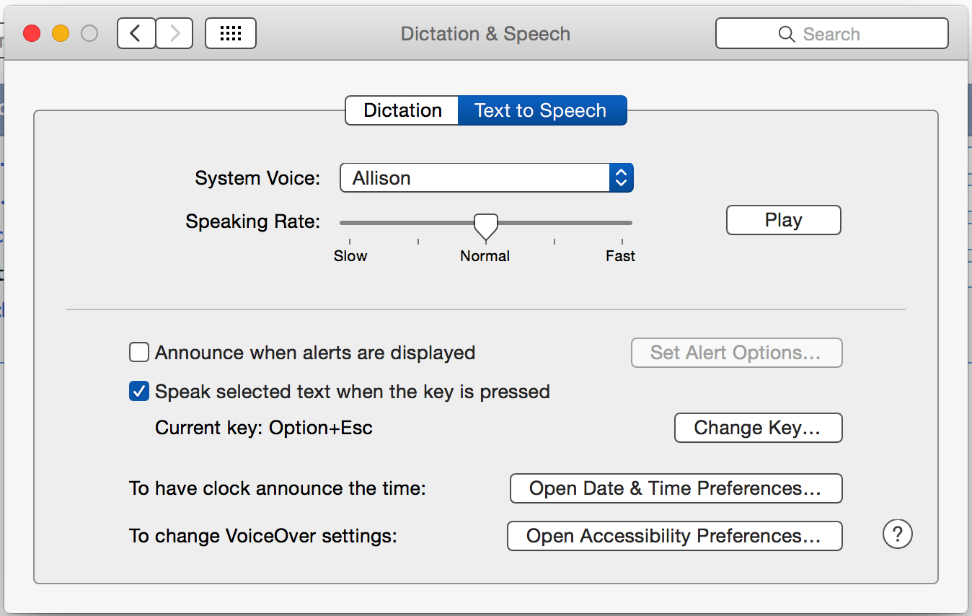 Dictation & Speech
Search
Dictation Text to Speech
System Voice: Allison
Speaking Rate:
Play
Slow Normal Fast
Announce when alerts are displayed
Set Alert Options...
Speak selected text when the key is pressed
Current key: Option+Esc
Change Key...
To have clock announce the time:
Open Date & Time Preferences...
To change VoiceOver settings:
Open Accessibility Preferences...
?